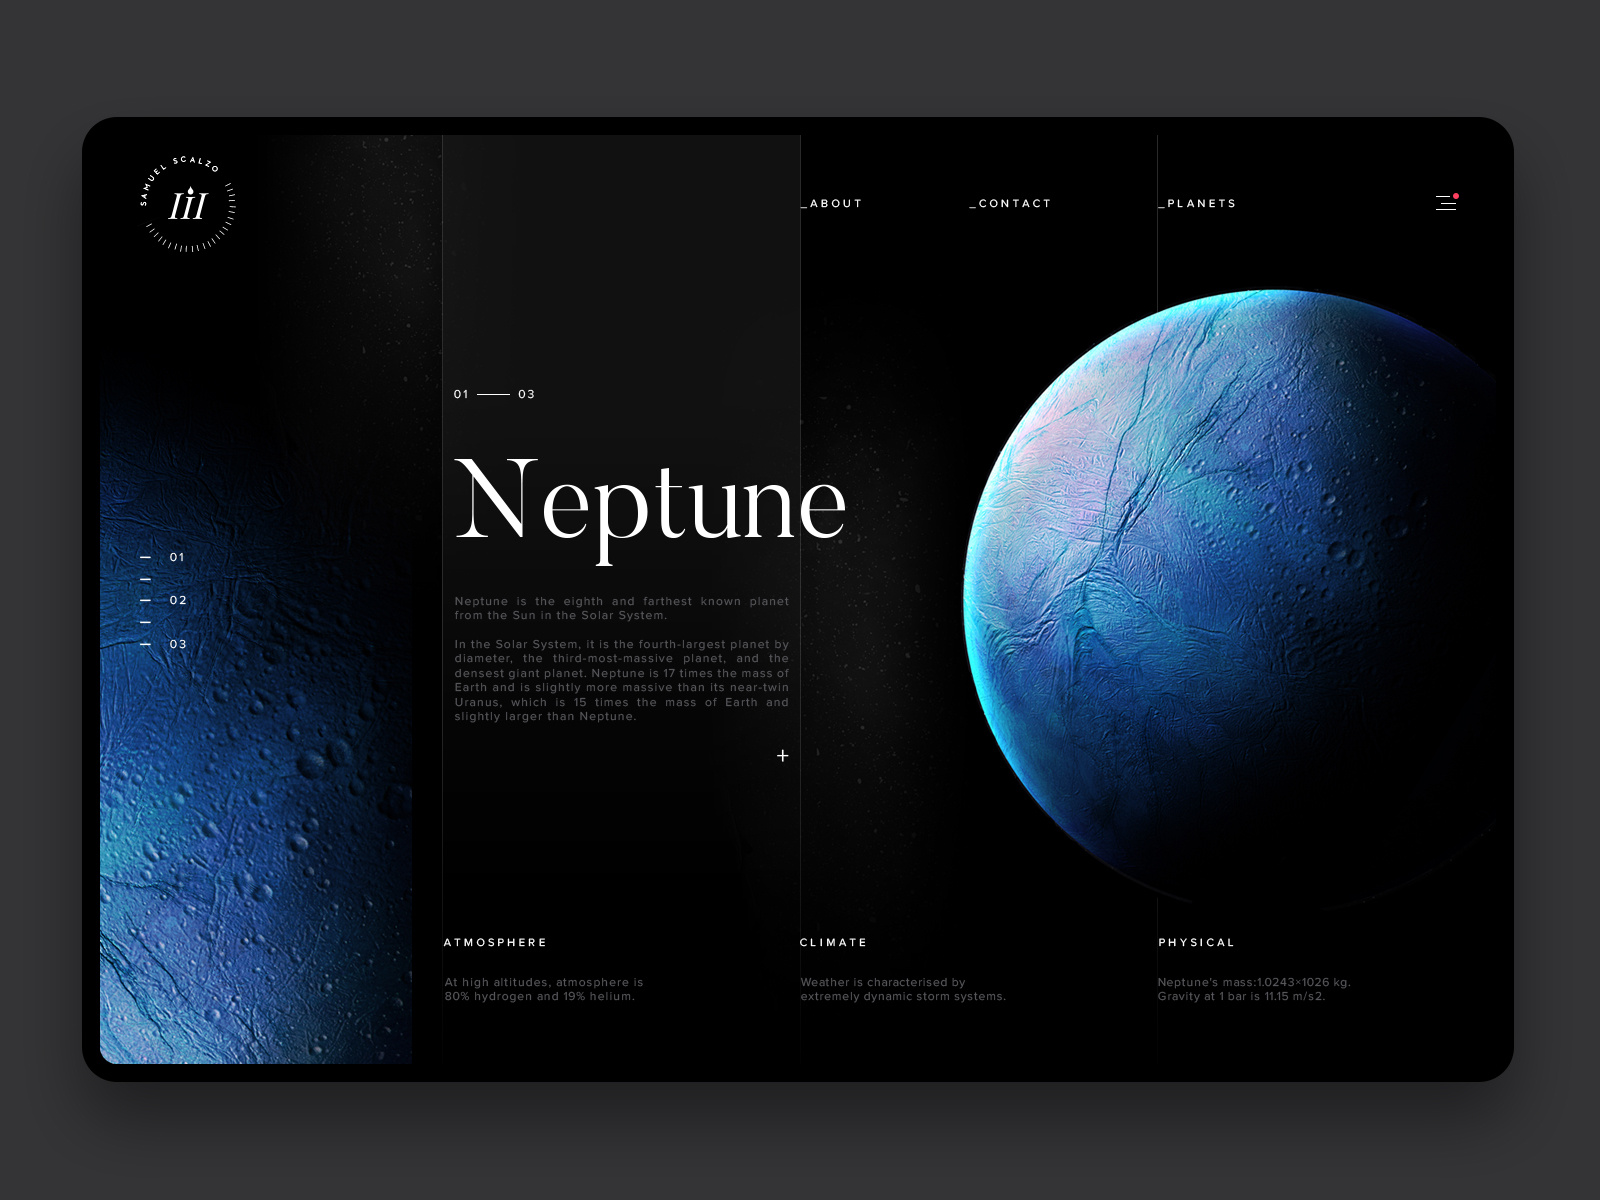 SAMUEL SCALZO
_ABOUT
_CONTACT
_PLANETS
01 — 03
Neptune
01
02
03
Neptune is the eighth and farthest known planet
from the Sun in the Solar System.
In the Solar System, it is the fourth-largest planet by
diameter, the third-most-massive planet, and the
densest giant planet. Neptune is 17 times the mass of
Earth and is slightly more massive than its near-twin
Uranus, which is 15 times the mass of Earth and
slightly larger than Neptune.
+
ATMOSPHERE
At high altitudes, atmosphere is
80% hydrogen and 19% helium.
CLIMATE
Weather is characterised by
extremely dynamic storm systems.
PHYSICAL
Neptune's mass:1.0243×1026 kg.
Gravity at 1 bar is 11.15 m/s2.